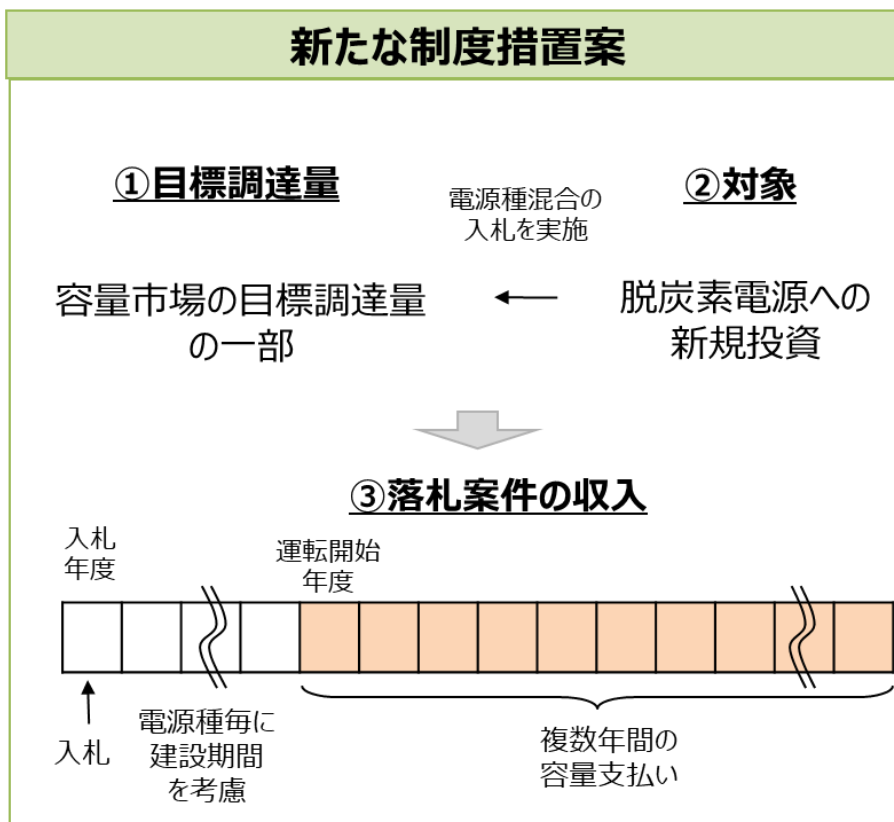 新たな制度措置案
①目標調達量
電源種混合の
入札を実施
②対象
容量市場の目標調達量
の一部
脱炭素電源への
新規投資
③落札案件の収入
入札
年度
運転開始
年度
入札
電源種毎に
建設期間
を考慮
複数年間の
容量支払い